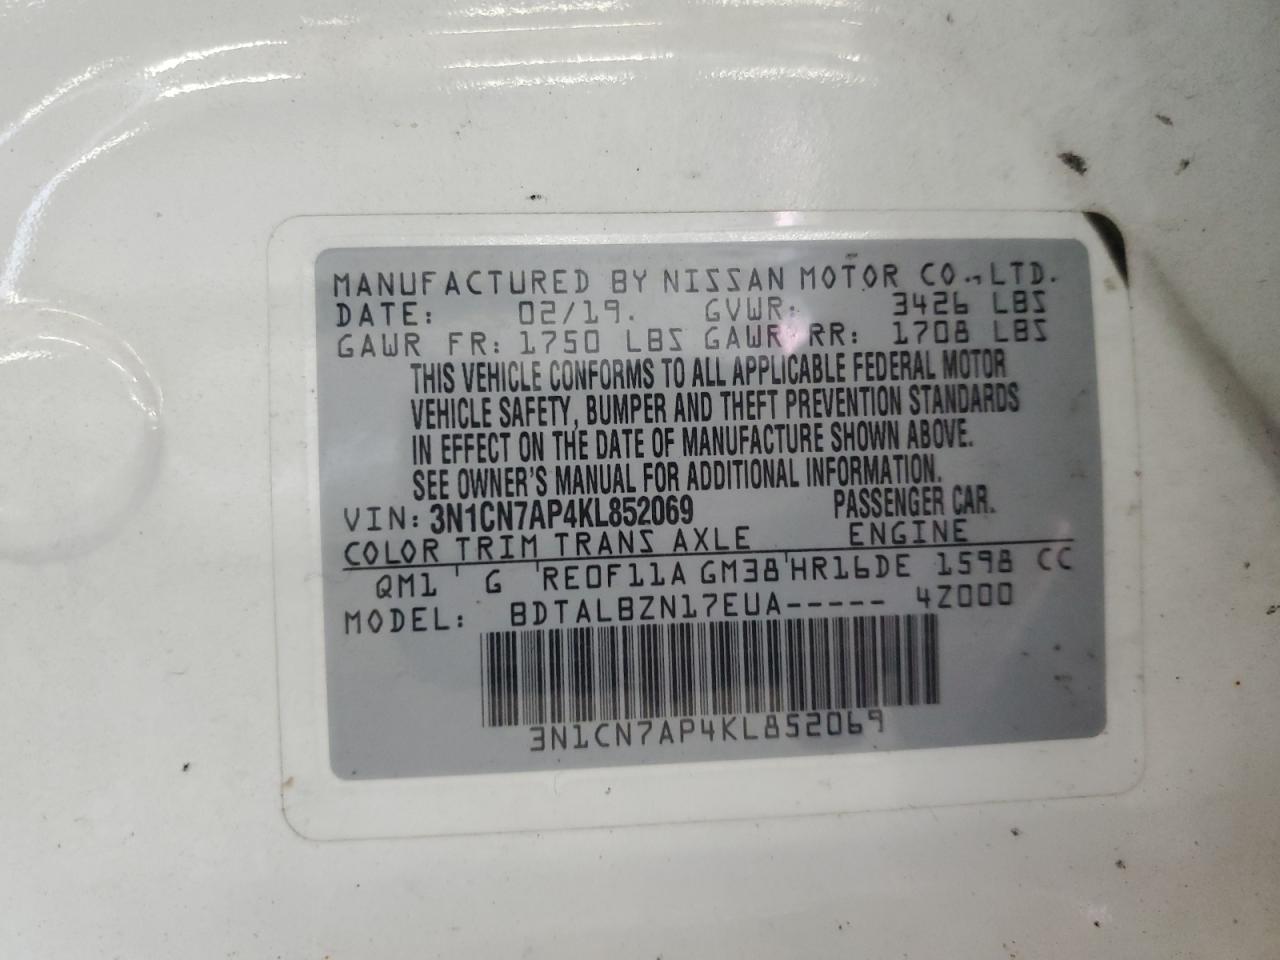 MANUFACTURED BY NISSAN MOTOR CO., LTD.
DATE: 02/19. GVWR: 3426 LBS
GAWR FR: 1750 LBS GAWR RR: 1708 LBS
THIS VEHICLE CONFORMS TO ALL APPLICABLE FEDERAL MOTOR
VEHICLE SAFETY, BUMPER AND THEFT PREVENTION STANDARDS
IN EFFECT ON THE DATE OF MANUFACTURE SHOWN ABOVE.
SEE OWNER'S MANUAL FOR ADDITIONAL INFORMATION.
VIN: 3N1CN7AP4KL852069 PASSENGER CAR.
COLOR TRIM TRANS AXLE ENGINE
QM1 ' G RE0F11A GM38'HR16DE 1598 CC
MODEL: BDTALBZN17EUA----- 4Z000
3N1CN7AP4KL852069